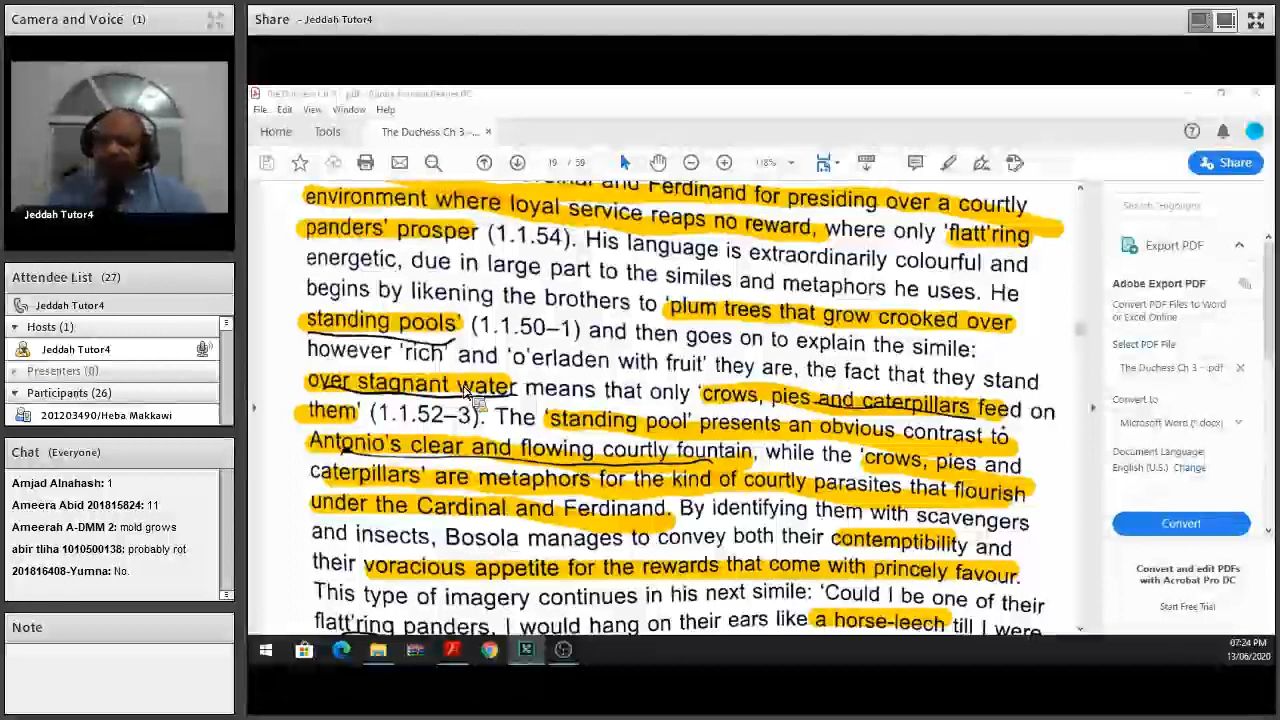 Camera and Voice (1)
Jeddah Tutor4
Attendee List (27)
Jeddah Tutor4
Hosts (1)
Jeddah Tutor4
Presenters (0)
Participants (26)
201203490/Heba Makkawi
Chat (Everyone)
Amjad Alnahash: 1
Ameera Abid 201815824: 11
Ameerah A-DMM 2: mold grows
abir tliha 1010500138: probably not
201816408-Yumna: No.
Note
Share - Jeddah Tutor4
File Edit View Window Help
Home Tools The Duchess Ch 3 -... ×
19 / 59
118%
Share
and Ferdinand for presiding over a courtly
environment where loyal service reaps no reward, where only 'flatt'ring
panders' prosper (1.1.54). His language is extraordinarily colourful and
energetic, due in large part to the similes and metaphors he uses. He
begins by likening the brothers to 'plum trees that grow crooked over
standing pools' (1.1.50–1) and then goes on to explain the simile:
however 'rich' and 'o'erladen with fruit' they are, the fact that they stand
over stagnant water means that only 'crows, pies and caterpillars feed on
them' (1.1.52–3). The 'standing pool' presents an obvious contrast to
Antonio's clear and flowing courtly fountain, while the 'crows, pies and
caterpillars' are metaphors for the kind of courtly parasites that flourish
under the Cardinal and Ferdinand. By identifying them with scavengers
and insects, Bosola manages to convey both their contemptibility and
their voracious appetite for the rewards that come with princely favour.
This type of imagery continues in his next simile: 'Could I be one of their
flatt'ring panders, I would hang on their ears like a horse-leech till I were
Export PDF
Adobe Export PDF
Convert PDF Files to Word
or Excel Online
Select PDF File
The Duchess Ch 3 -.pdf
Convert to
Microsoft Word (*.docx)
Document Language:
English (U.S.) Change
Convert
Convert and edit PDFs
with Acrobat Pro DC
Start Free Trial
07:24 PM
13/06/2020